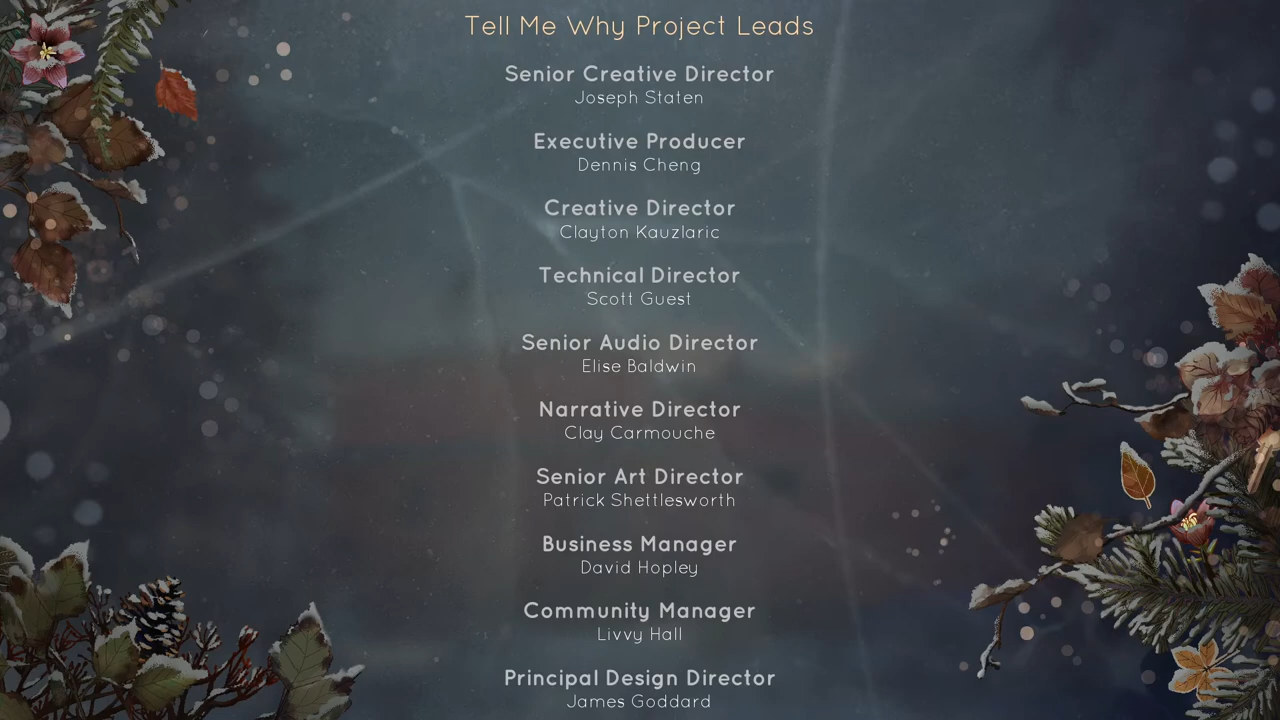 Tell Me Why Project Leads
Senior Creative Director
Joseph Staten
Executive Producer
Dennis Cheng
Creative Director
Clayton Kauzlaric
Technical Director
Scott Guest
Senior Audio Director
Elise Baldwin
Narrative Director
Clay Carmouche
Senior Art Director
Patrick Shettlesworth
Business Manager
David Hopley
Community Manager
Livvy Hall
Principal Design Director
James Goddard